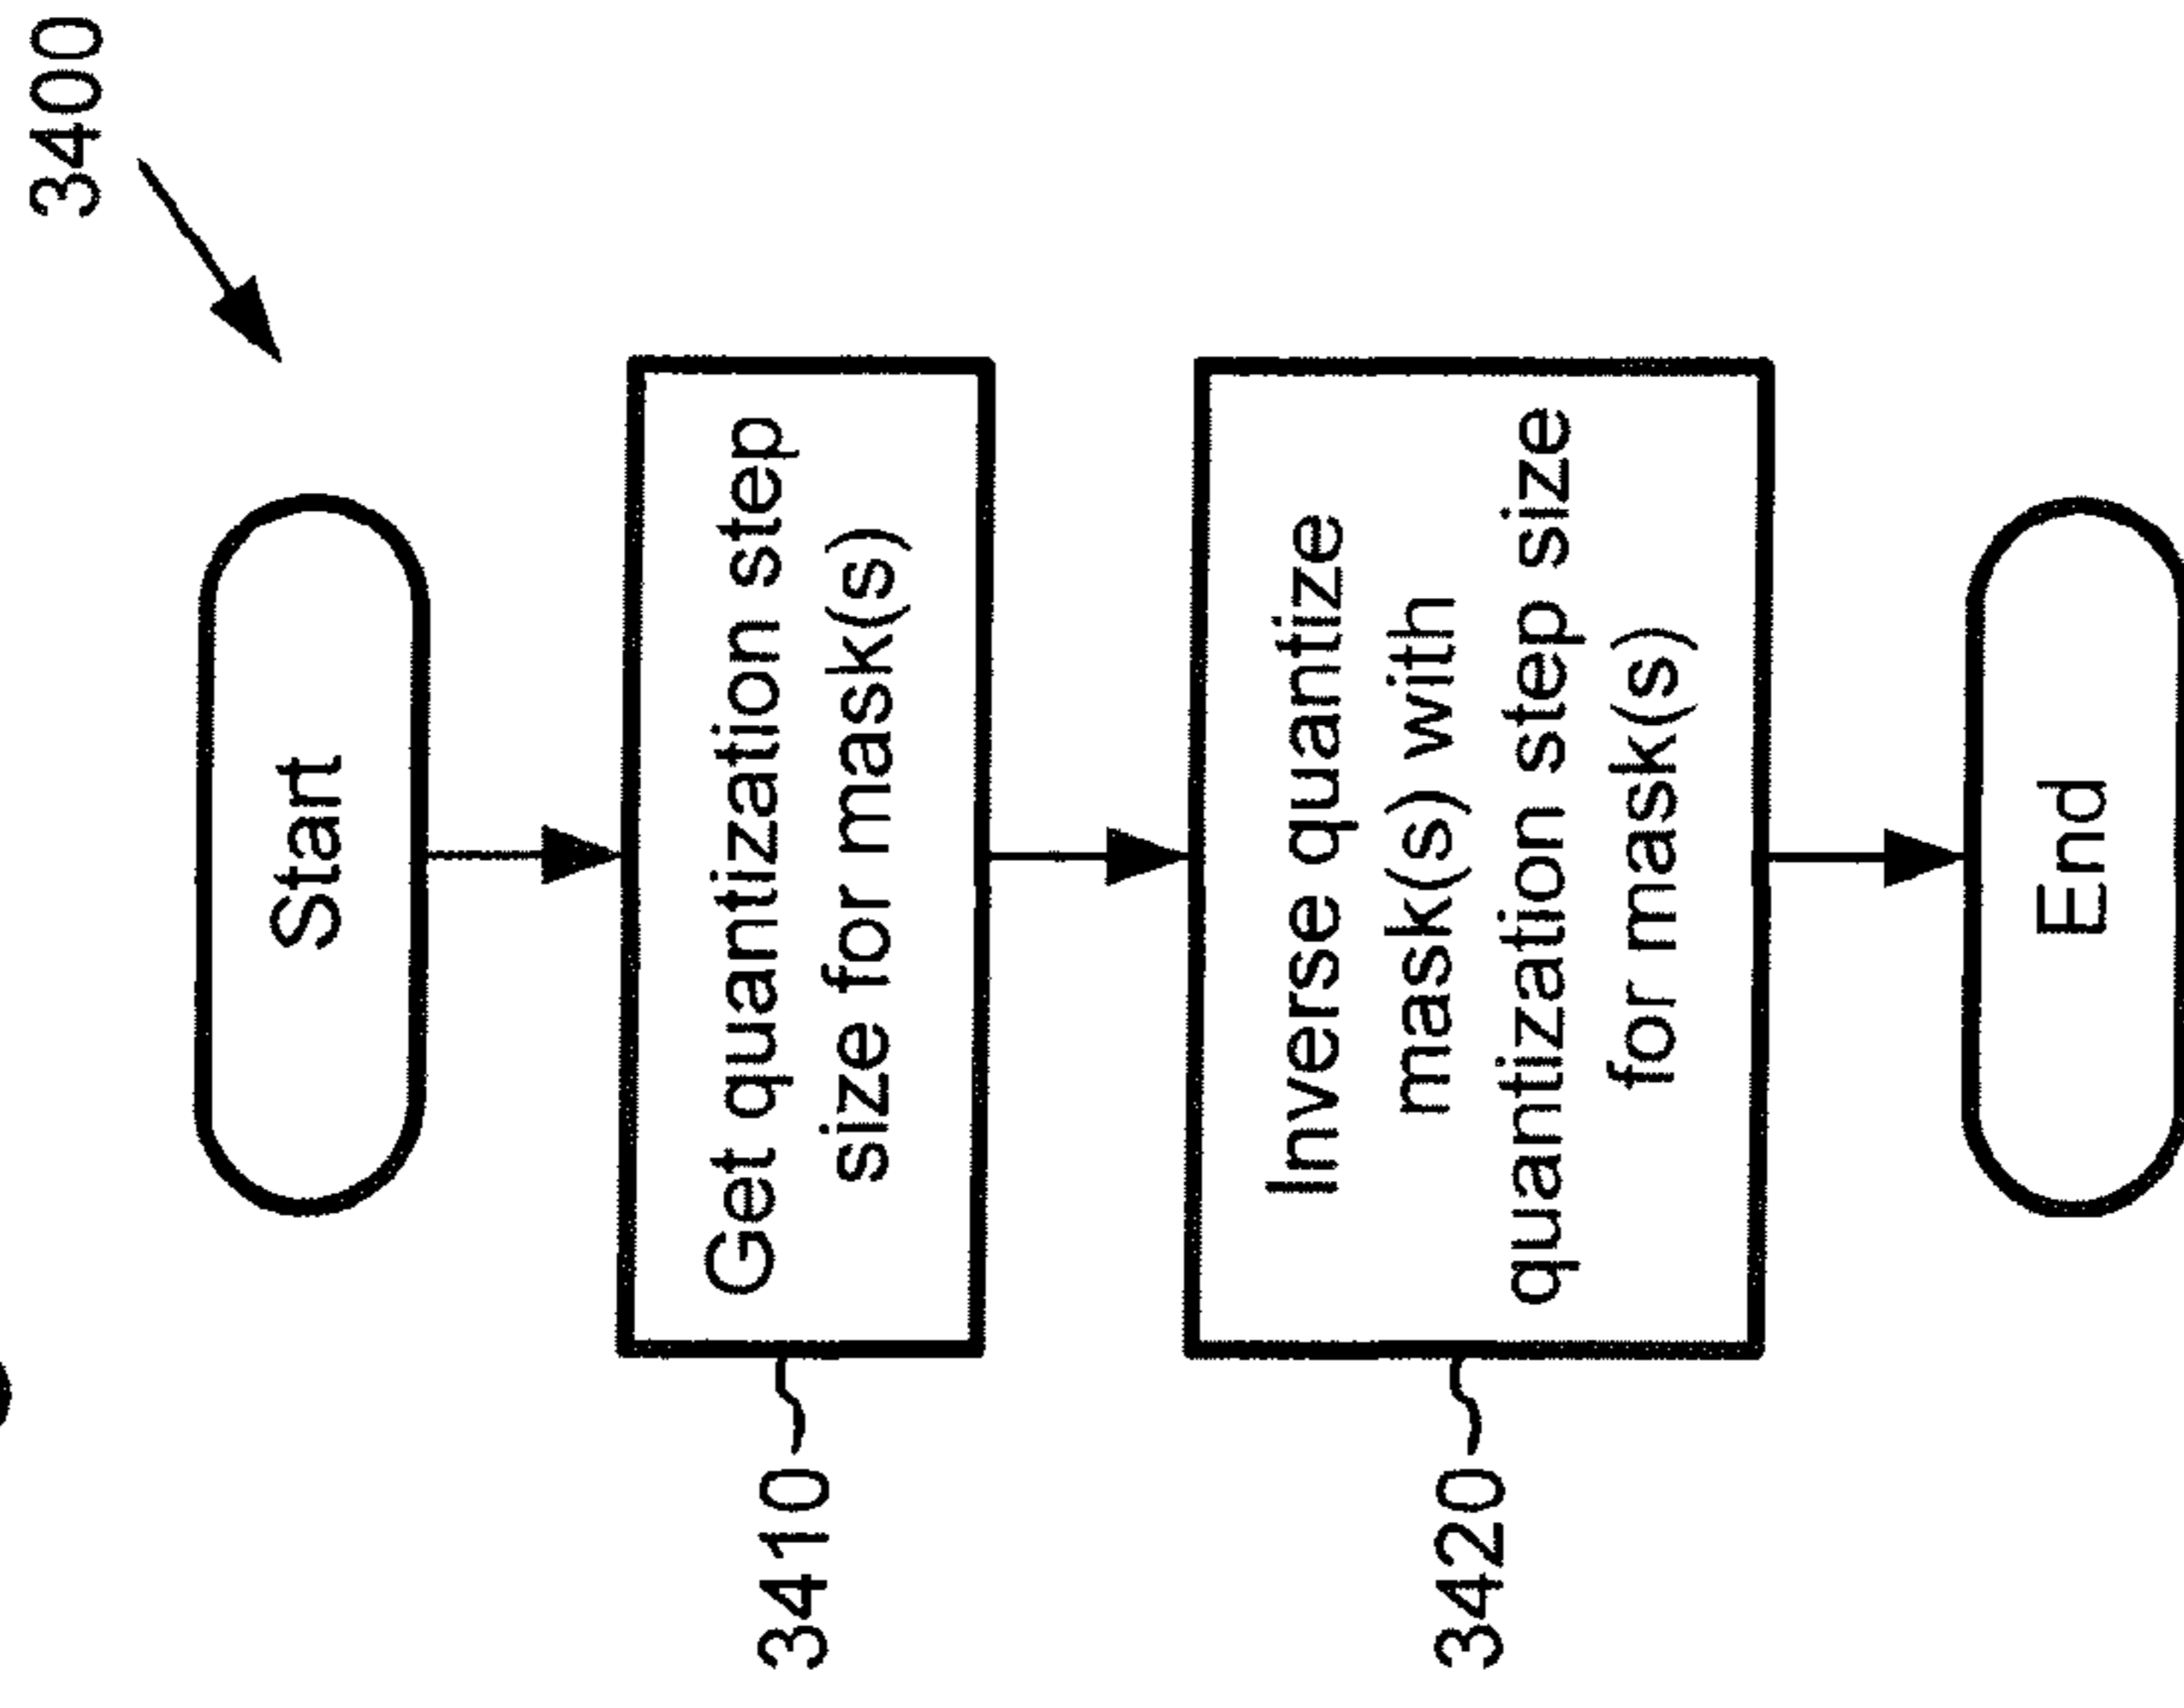 3400
Start
3410
Get quantization step
size for mask(s)
3420
Inverse quantize
mask(s) with
quantization step size
for mask(s)
End